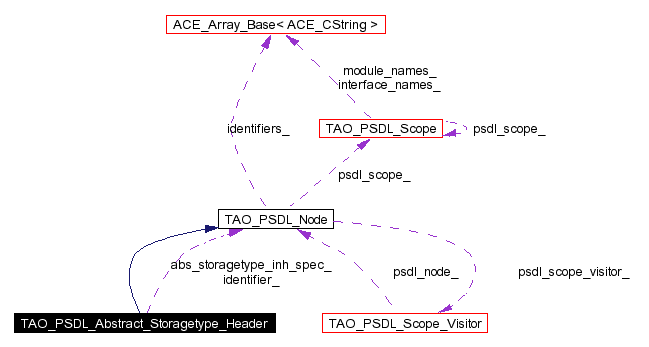 ACE_Array_Base< ACE_CString >
module_names_
interface_names_
identifiers_
TAO_PSDL_Scope
psdl_scope_
psdl_scope_
TAO_PSDL_Node
abs_storagetype_inh_spec_
identifier_
psdl_node_
psdl_scope_visitor_
TAO_PSDL_Abstract_Storagetype_Header
TAO_PSDL_Scope_Visitor